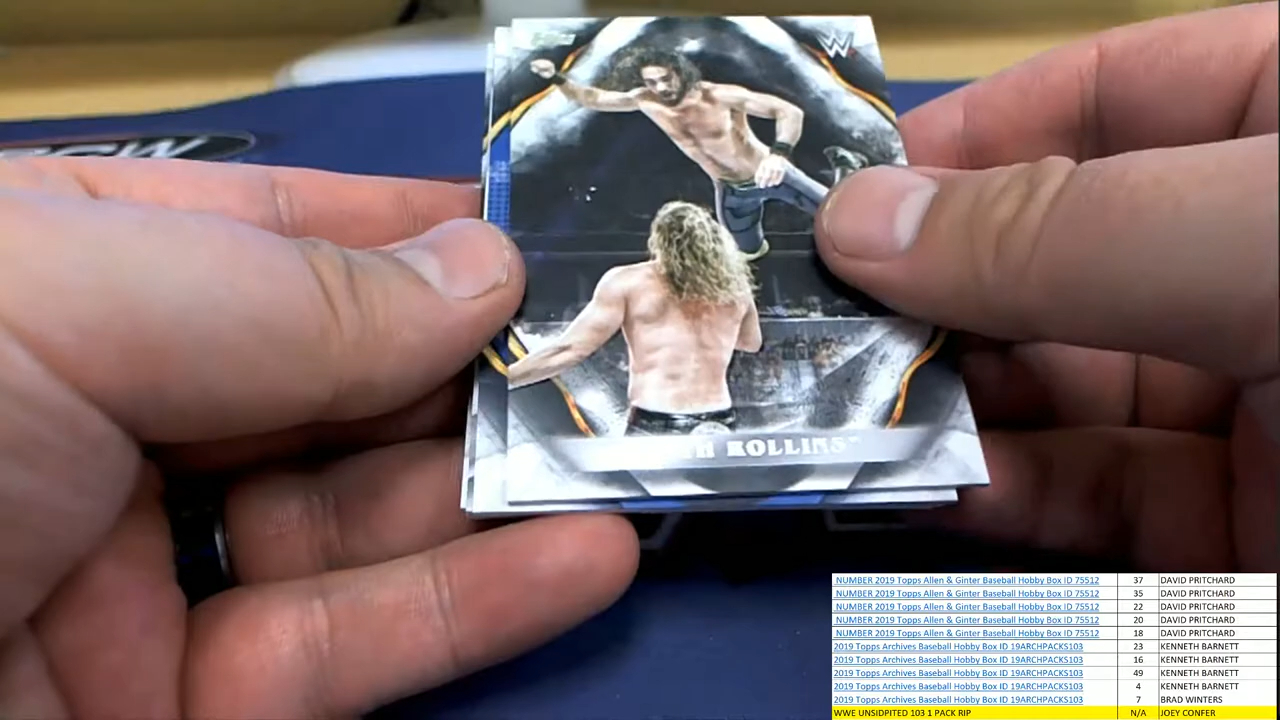 W
H ROLLINS
NUMBER 2019 Topps Allen & Ginter Baseball Hobby Box ID 75512 37 DAVID PRITCHARD
NUMBER 2019 Topps Allen & Ginter Baseball Hobby Box ID 75512 35 DAVID PRITCHARD
NUMBER 2019 Topps Allen & Ginter Baseball Hobby Box ID 75512 22 DAVID PRITCHARD
NUMBER 2019 Topps Allen & Ginter Baseball Hobby Box ID 75512 20 DAVID PRITCHARD
NUMBER 2019 Topps Allen & Ginter Baseball Hobby Box ID 75512 18 DAVID PRITCHARD
2019 Topps Archives Baseball Hobby Box ID 19ARCHPACKS103 23 KENNETH BARNETT
2019 Topps Archives Baseball Hobby Box ID 19ARCHPACKS103 16 KENNETH BARNETT
2019 Topps Archives Baseball Hobby Box ID 19ARCHPACKS103 49 KENNETH BARNETT
2019 Topps Archives Baseball Hobby Box ID 19ARCHPACKS103 4 KENNETH BARNETT
2019 Topps Archives Baseball Hobby Box ID 19ARCHPACKS103 7 BRAD WINTERS
WWE UNSIDPITED 103 1 PACK RIP N/A JOEY CONFER